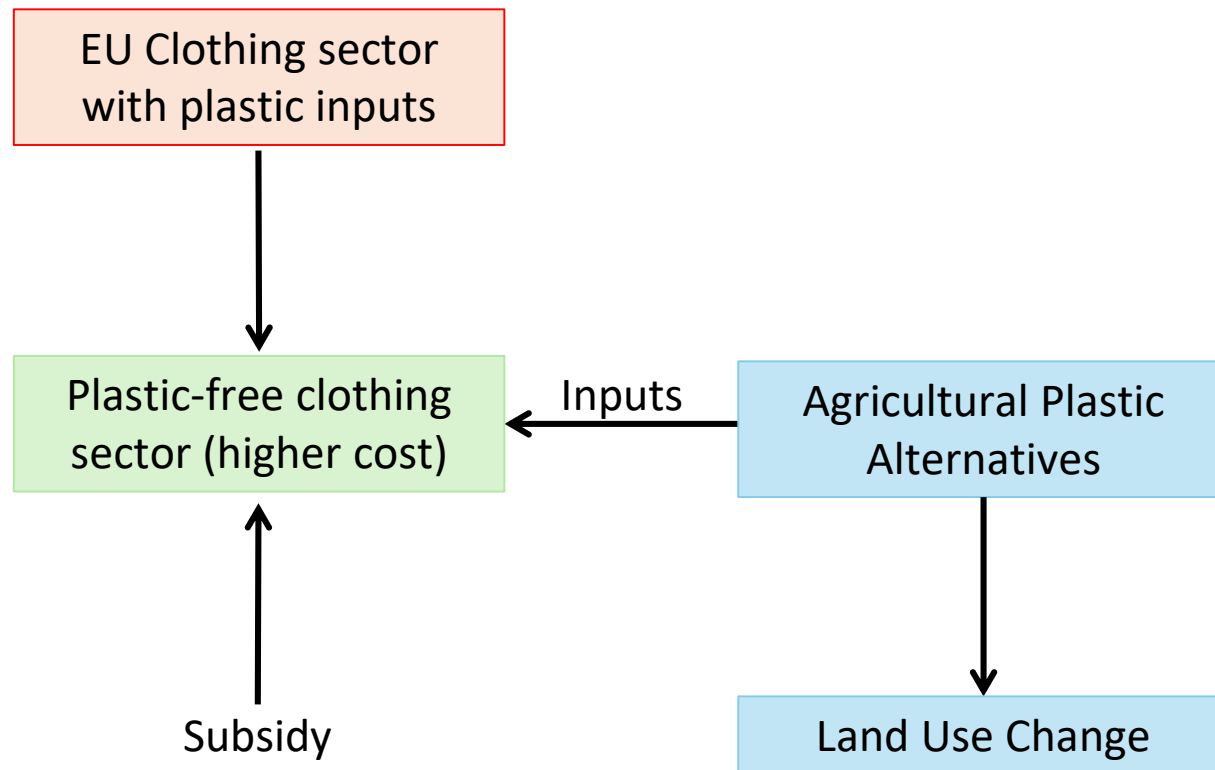 EU Clothing sector
with plastic inputs
Plastic-free clothing
sector (higher cost)
Inputs
Agricultural Plastic
Alternatives
Subsidy
Land Use Change